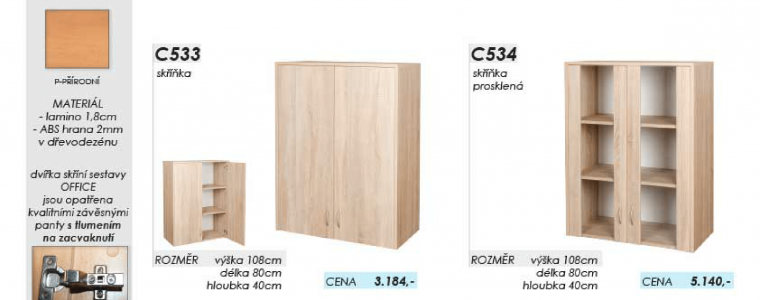 P-PŘÍRODNÍ
MATERIÁL
- lamino 1,8cm
- ABS hrana 2mm
v dřevodezénu
dvířka skříní sestavy
OFFICE
jsou opatřena
kvalitními závěsnými
panty s tlumením
na zacvaknutí
C533
skříňka
ROZMĚR výška 108cm
délka 80cm
hloubka 40cm
CENA 3.184,-
C534
skříňka
prosklená
ROZMĚR výška 108cm
délka 80cm
hloubka 40cm
CENA 5.140,-